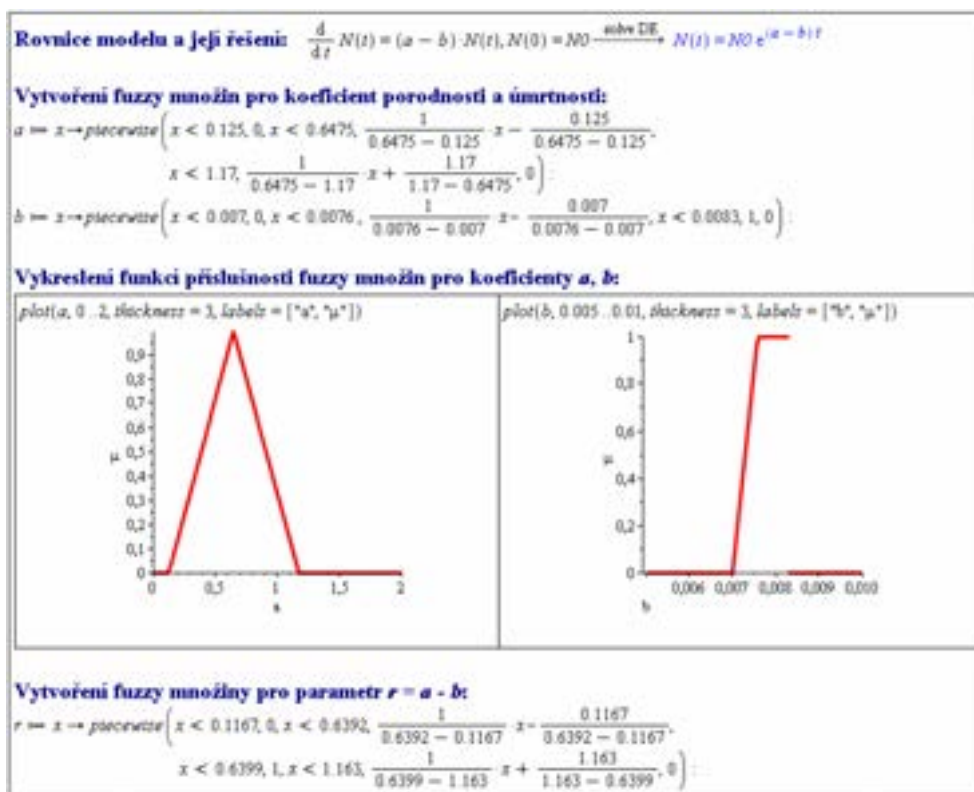 Rovnice modelu a její řešení: d/dt N(t) = (a − b)·N(t), N(0) = N0 solve DE→ N(t) = N0 e^((a − b) t)
Vytvoření fuzzy množin pro koeficient porodnosti a úmrtnosti:
a := x→piecewise(x < 0.125, 0, x < 0.6475, 1/(0.6475 − 0.125) x − 0.125/(0.6475 − 0.125),
x < 1.17, 1/(0.6475 − 1.17) ·x + 1.17/(1.17 − 0.6475), 0):
b := x→piecewise(x < 0.007, 0, x < 0.0076, 1/(0.0076 − 0.007) x− 0.007/(0.0076 − 0.007), x < 0.0083, 1, 0):
Vykreslení funkcí příslušnosti fuzzy množin pro koeficienty a, b:
plot(a, 0 ..2, thickness = 3, labels = ["a", "μ"])
0,9
0,8
0,7
0,6
μ 0,5
0,4
0,3
0,2
0,1
0
0 0,5 1 1,5 2
a
plot(b, 0.005 ..0.01, thickness = 3, labels = ["b", "μ"])
1
0,8
0,6
μ
0,4
0,2
0
0,006 0,007 0,008 0,009 0,010
b
Vytvoření fuzzy množiny pro parametr r = a - b:
r := x→piecewise(x < 0.1167, 0, x < 0.6392, 1/(0.6392 − 0.1167) x− 0.1167/(0.6392 − 0.1167),
x < 0.6399, 1, x < 1.163, 1/(0.6399 − 1.163) x + 1.163/(1.163 − 0.6399), 0):